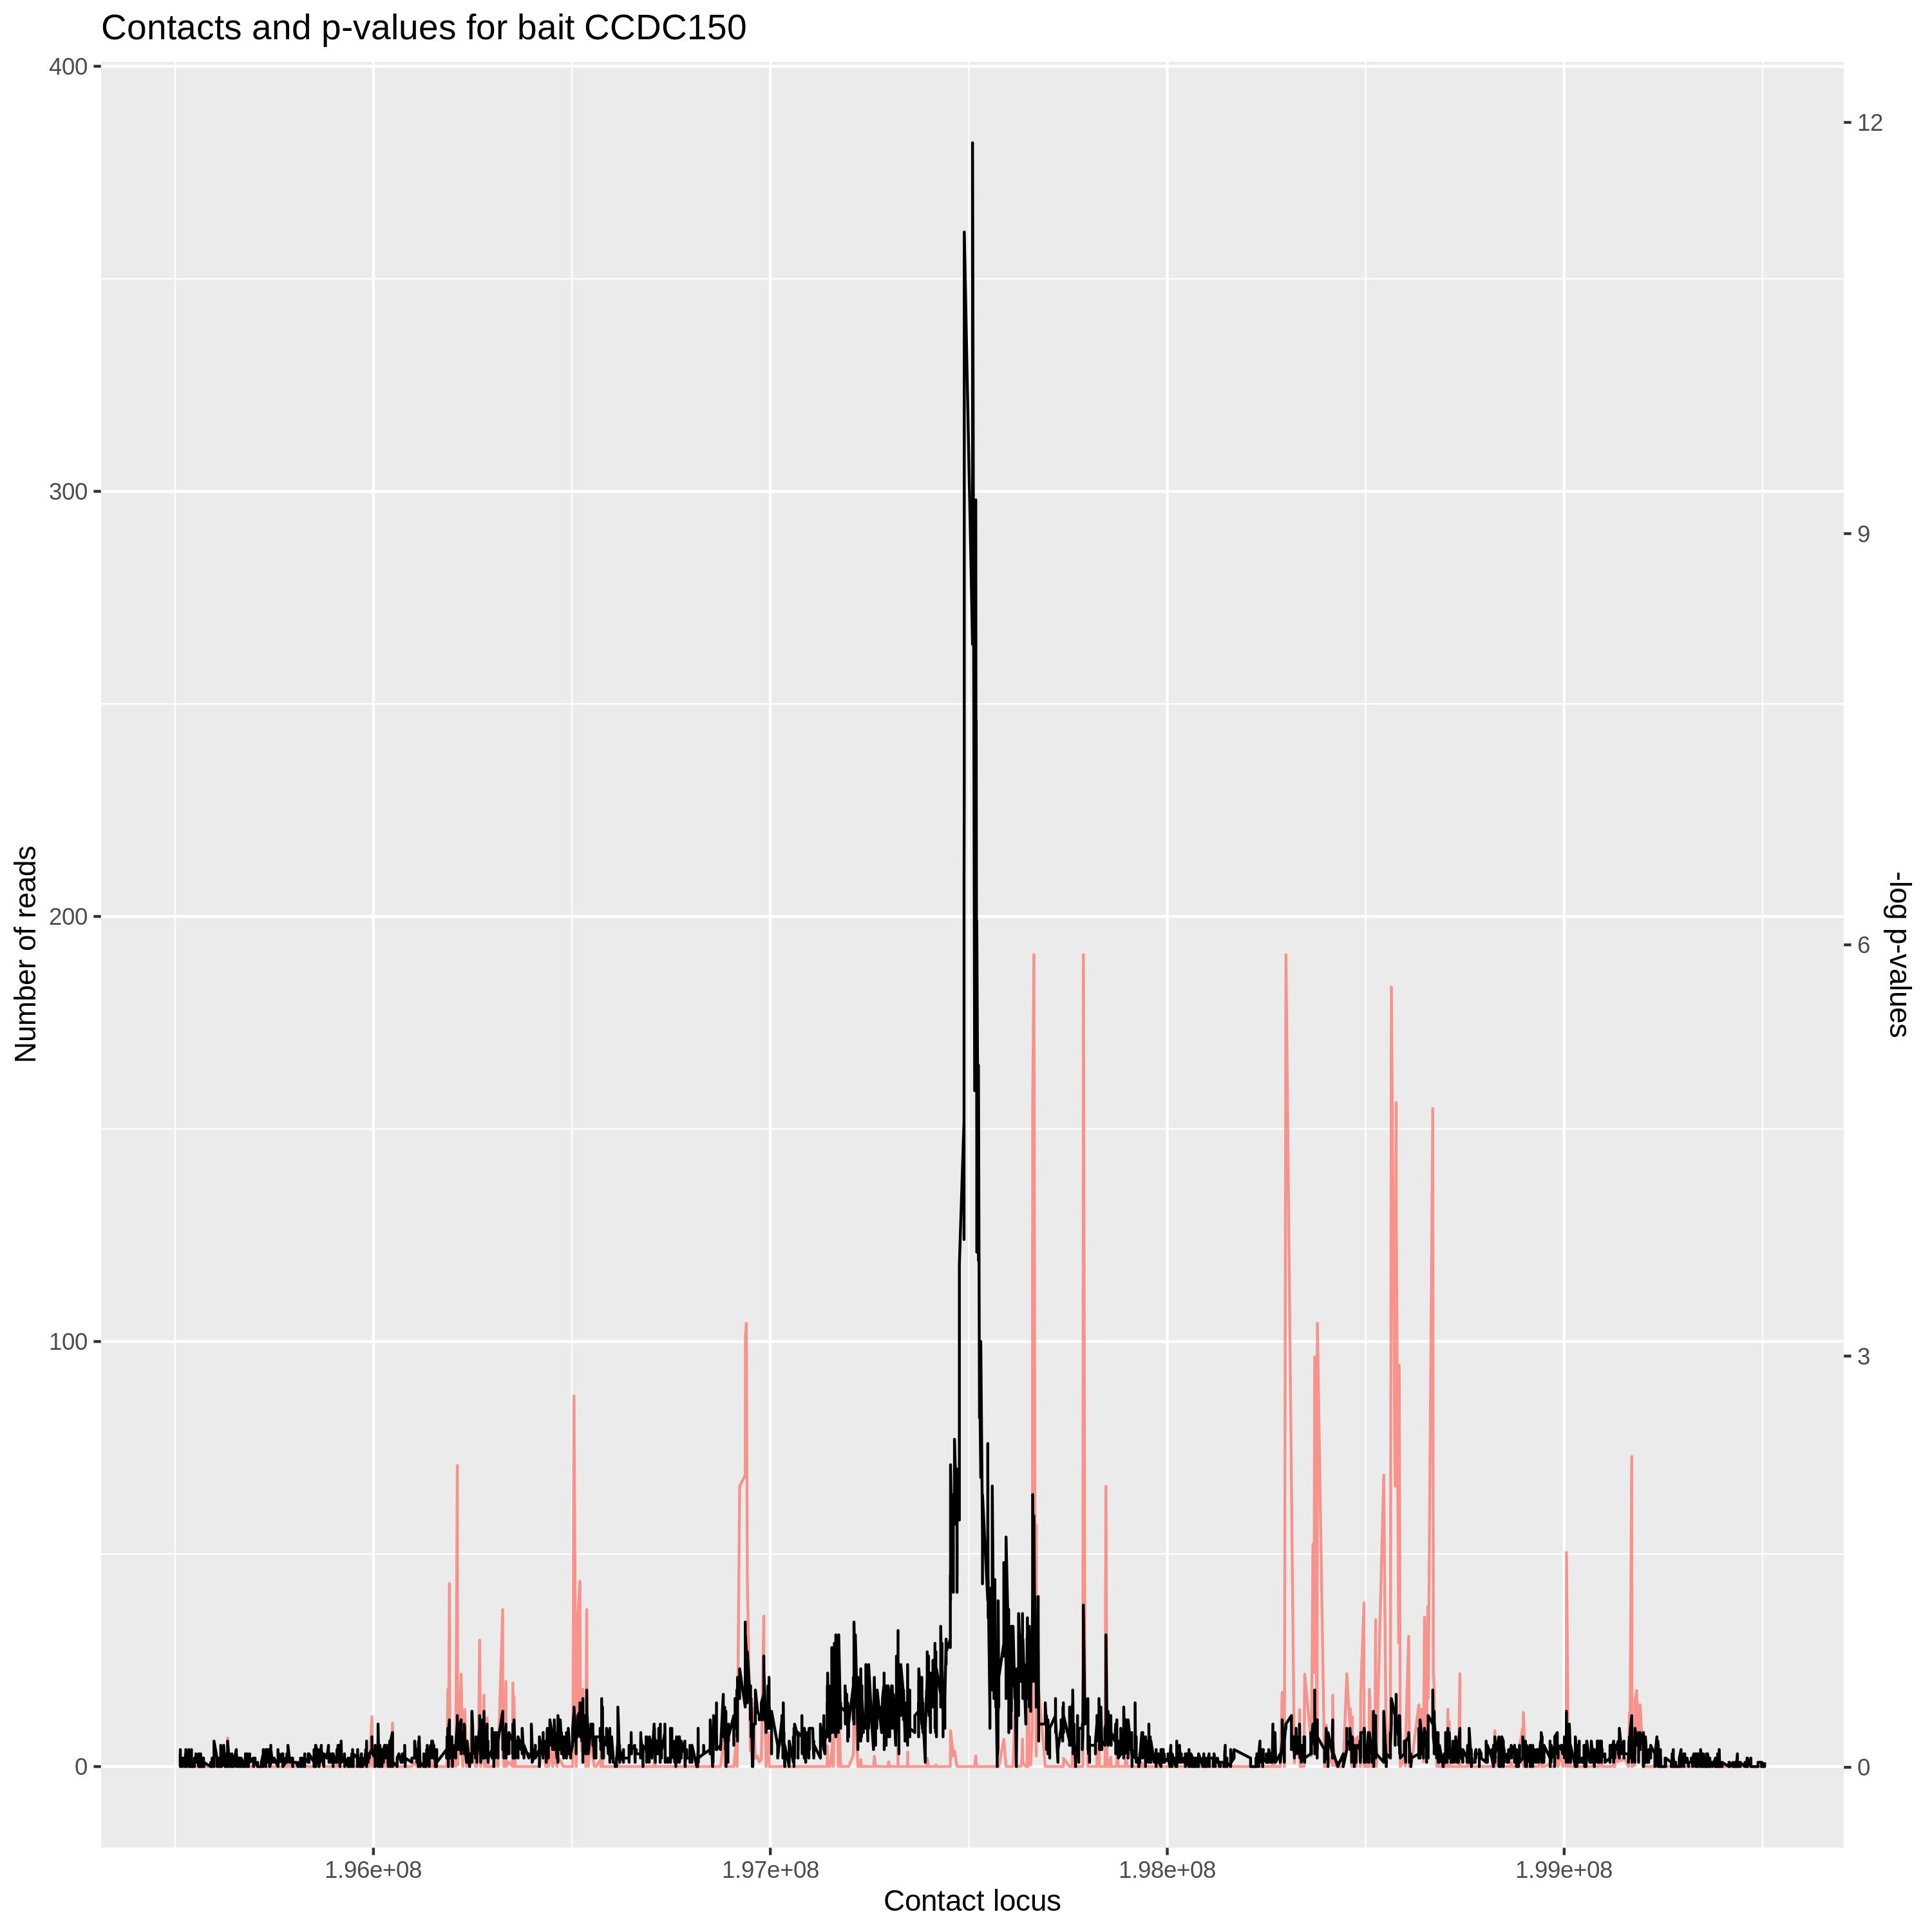 Contacts and p-values for bait CCDC150
400
300
200
100
0
Number of reads
12
9
6
3
0
-log p-values
1.96e+08
1.97e+08
1.98e+08
1.99e+08
Contact locus